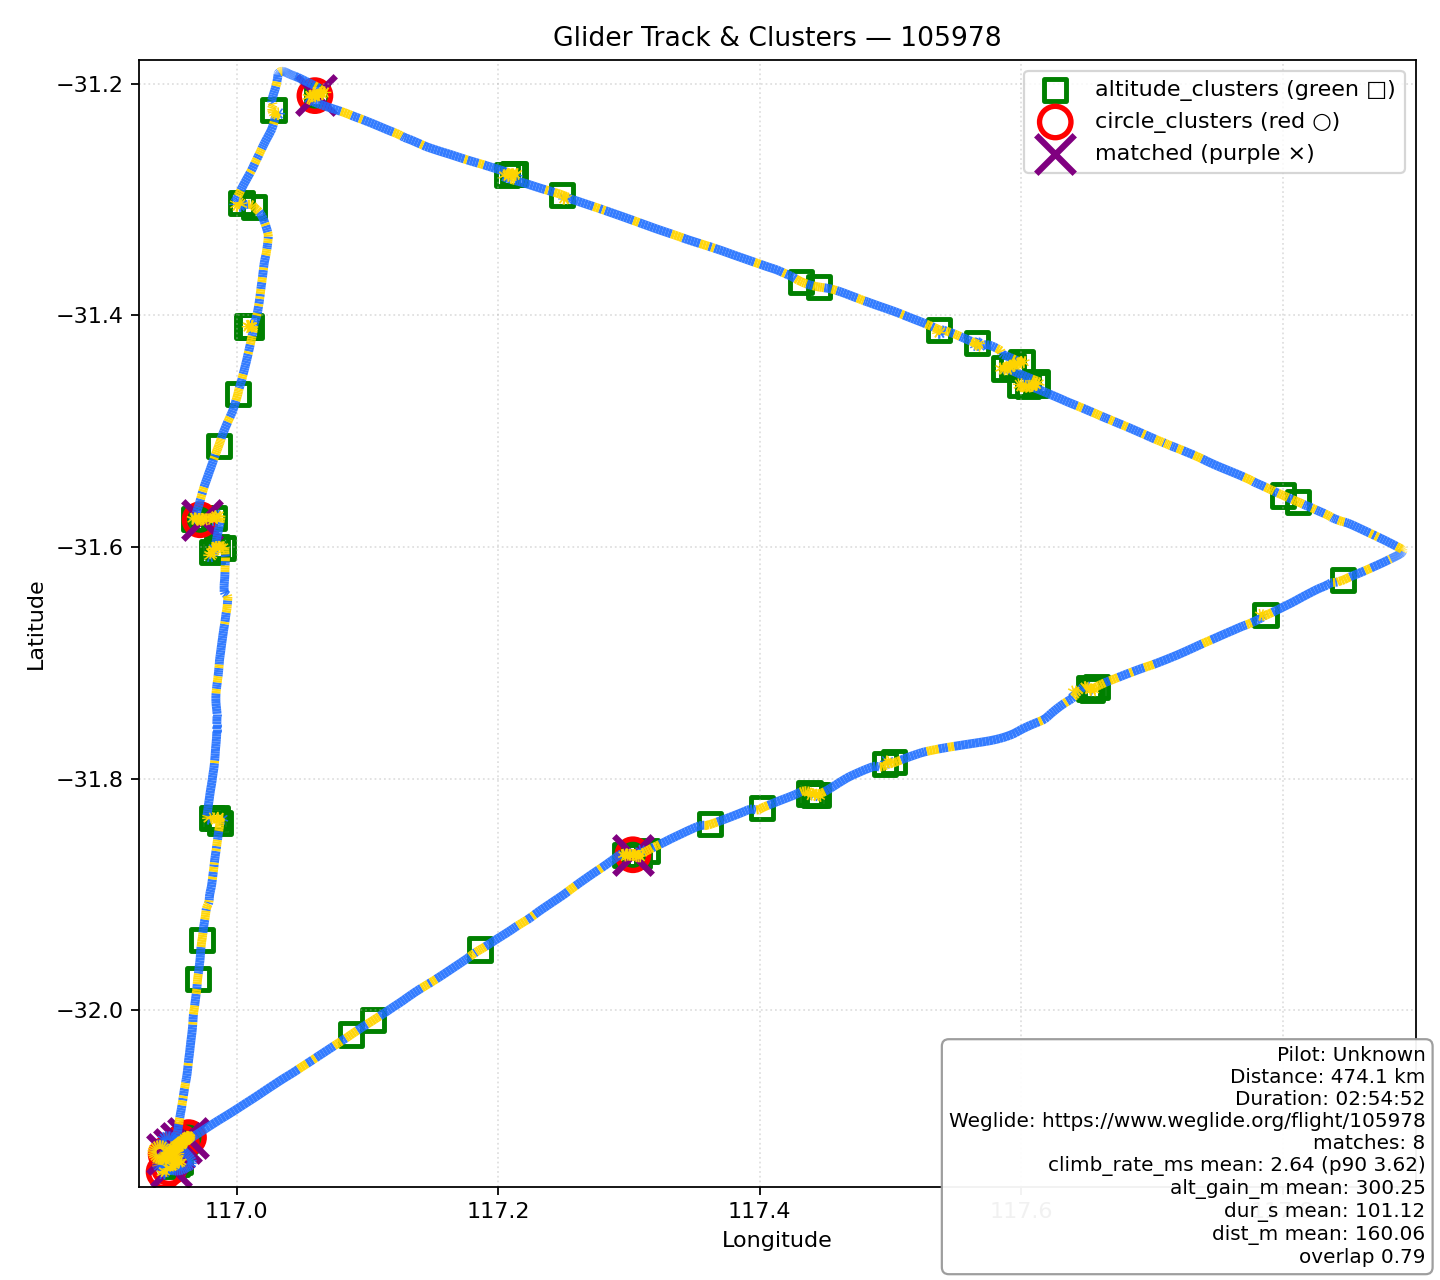 Glider Track & Clusters — 105978
altitude_clusters (green □)
circle_clusters (red ○)
matched (purple ×)
−31.2
−31.4
−31.6
−31.8
−32.0
Latitude
117.0
117.2
117.4
117.6
Longitude
Pilot: Unknown
Distance: 474.1 km
Duration: 02:54:52
Weglide: https://www.weglide.org/flight/105978
matches: 8
climb_rate_ms mean: 2.64 (p90 3.62)
alt_gain_m mean: 300.25
dur_s mean: 101.12
dist_m mean: 160.06
overlap 0.79